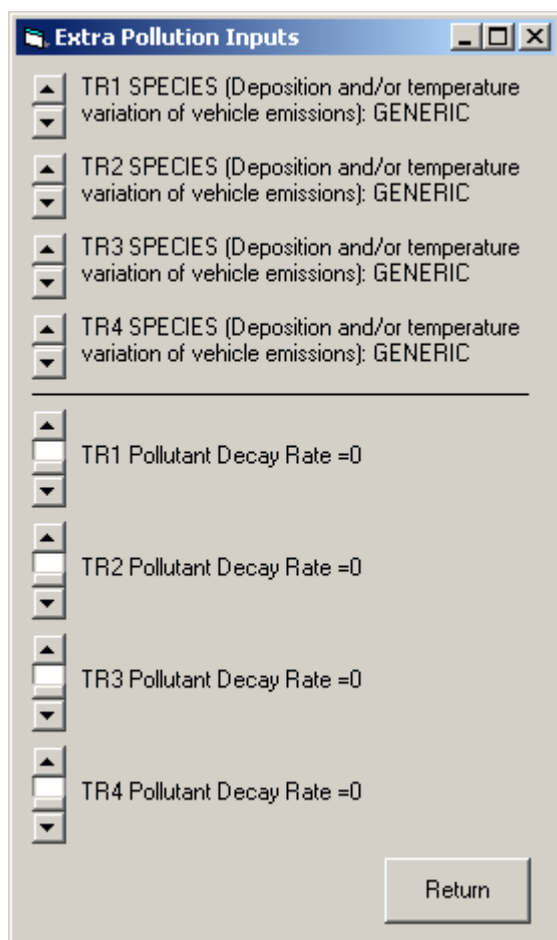 Extra Pollution Inputs
TR1 SPECIES (Deposition and/or temperature
variation of vehicle emissions): GENERIC
TR2 SPECIES (Deposition and/or temperature
variation of vehicle emissions): GENERIC
TR3 SPECIES (Deposition and/or temperature
variation of vehicle emissions): GENERIC
TR4 SPECIES (Deposition and/or temperature
variation of vehicle emissions): GENERIC
TR1 Pollutant Decay Rate =0
TR2 Pollutant Decay Rate =0
TR3 Pollutant Decay Rate =0
TR4 Pollutant Decay Rate =0
Return